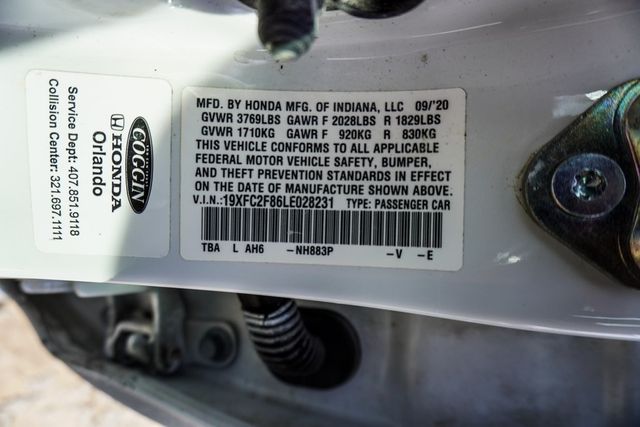 COGGIN
HONDA
Orlando
Service Dept: 407.851.9118
Collision Center: 321.697.1111
MFD. BY HONDA MFG. OF INDIANA, LLC 09/'20
GVWR 3769LBS GAWR F 2028LBS R 1829LBS
GVWR 1710KG GAWR F 920KG R 830KG
THIS VEHICLE CONFORMS TO ALL APPLICABLE
FEDERAL MOTOR VEHICLE SAFETY, BUMPER,
AND THEFT PREVENTION STANDARDS IN EFFECT
ON THE DATE OF MANUFACTURE SHOWN ABOVE.
V.I.N.:19XFC2F86LE028231 TYPE: PASSENGER CAR
TBA L AH6 -NH883P -V -E